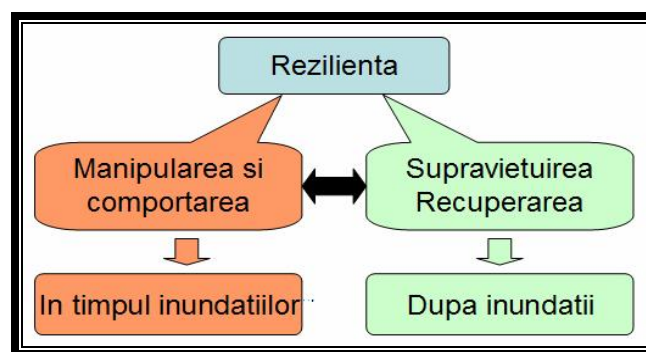 Rezilienta
Manipularea si
comportarea
Supravietuirea
Recuperarea
In timpul inundatiilor
Dupa inundatii